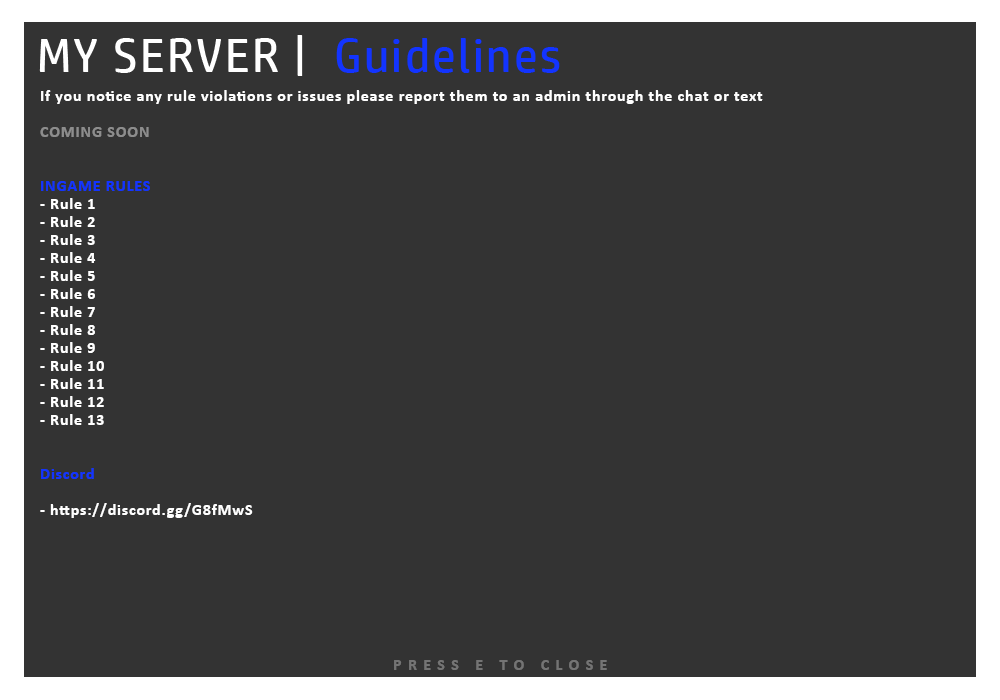 MY SERVER | Guidelines
If you notice any rule violations or issues please report them to an admin through the chat or text
COMING SOON
INGAME RULES
- Rule 1
- Rule 2
- Rule 3
- Rule 4
- Rule 5
- Rule 6
- Rule 7
- Rule 8
- Rule 9
- Rule 10
- Rule 11
- Rule 12
- Rule 13
Discord
- https://discord.gg/G8fMwS
PRESS E TO CLOSE